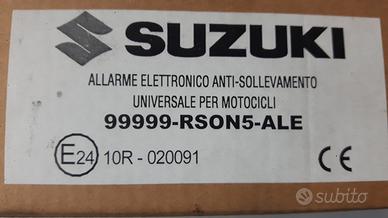 SUZUKI
ALLARME ELETTRONICO ANTI-SOLLEVAMENTO
UNIVERSALE PER MOTOCICLI
99999-RSON5-ALE
E24 10R - 020091 CE
subito